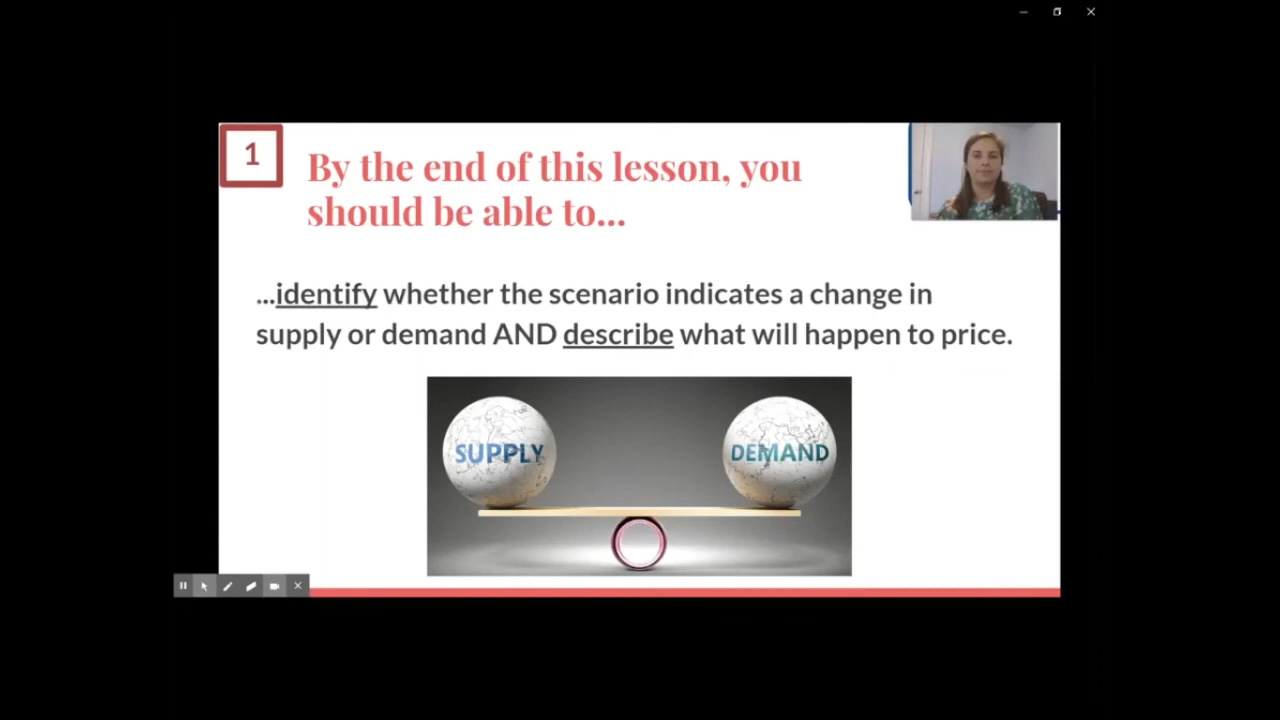 1
By the end of this lesson, you
should be able to...
...identify whether the scenario indicates a change in
supply or demand AND describe what will happen to price.
SUPPLY
DEMAND